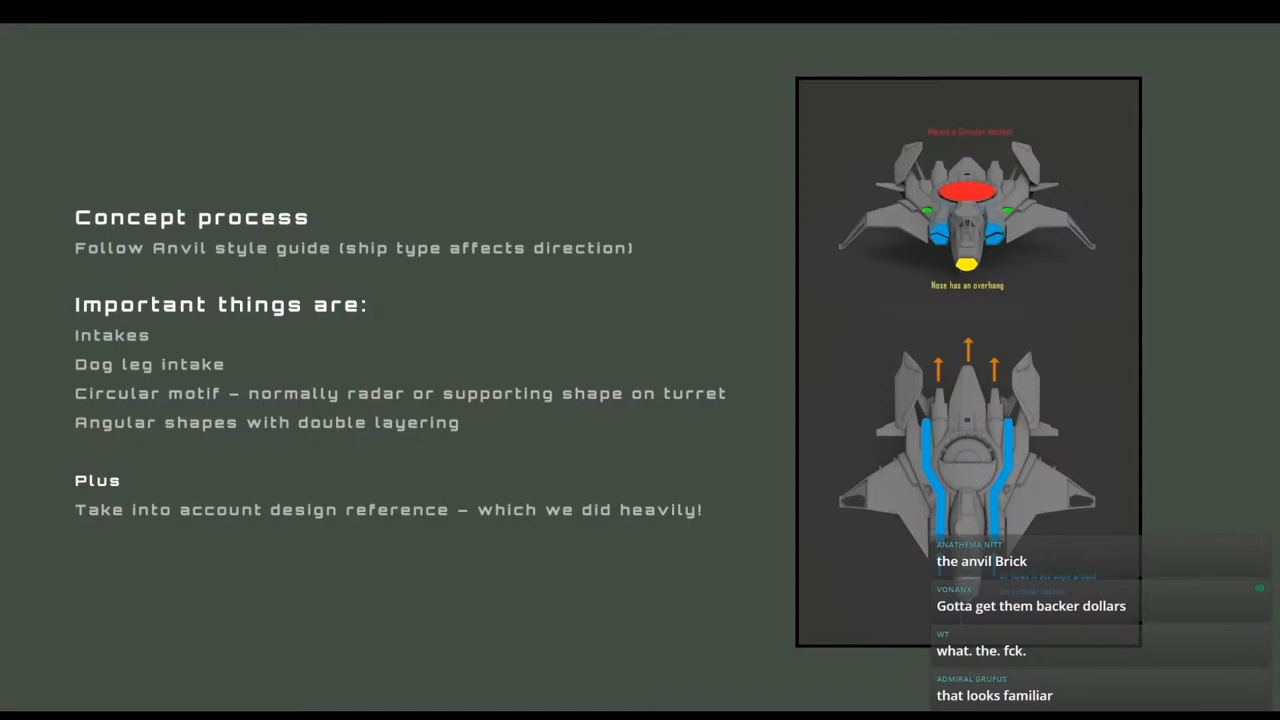 Concept process
Follow Anvil style guide (ship type affects direction)
Important things are:
Intakes
Dog leg intake
Circular motif – normally radar or supporting shape on turret
Angular shapes with double layering
Plus
Take into account design reference – which we did heavily!
Nose has an overhang
ANATHEMA NITT
the anvil Brick
VONANX
Gotta get them backer dollars
WT
what. the. fck.
ADMIRAL GRUFUS
that looks familiar